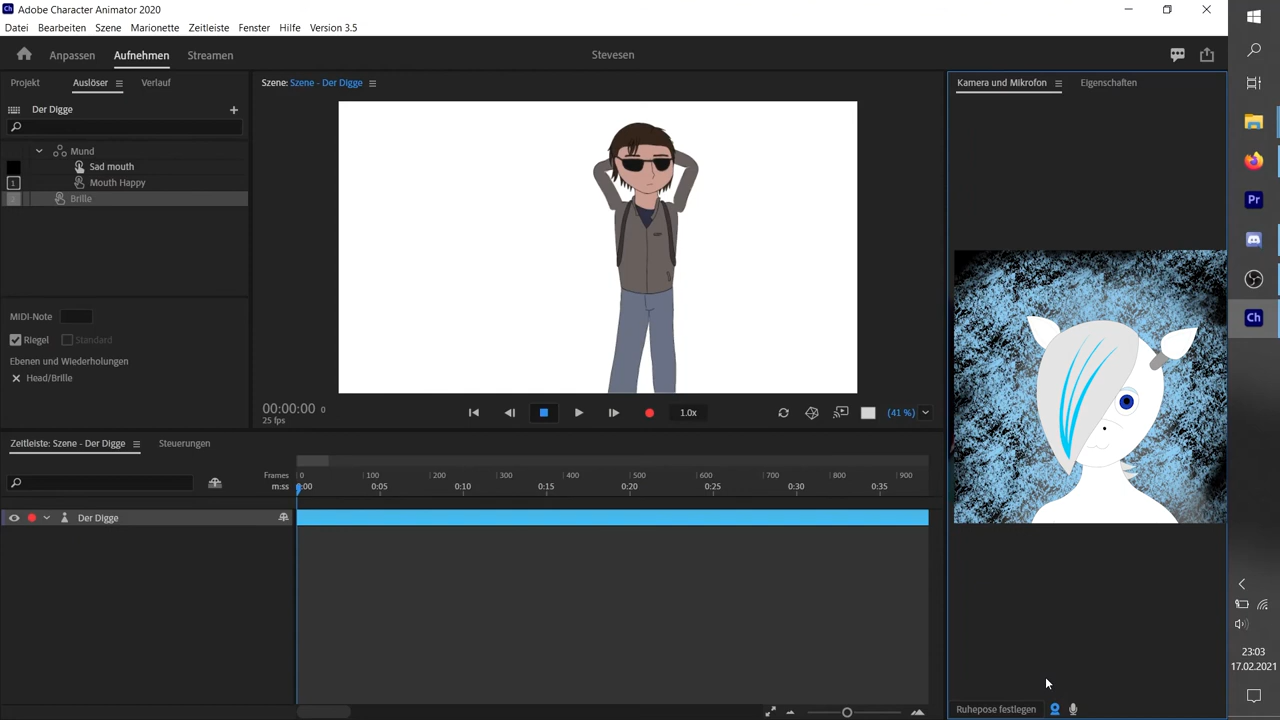 Adobe Character Animator 2020
Datei Bearbeiten Szene Marionette Zeitleiste Fenster Hilfe Version 3.5
Anpassen Aufnehmen Streamen Stevesen
Projekt Auslöser Verlauf
Szene: Szene - Der Digge
Kamera und Mikrofon Eigenschaften
Der Digge
Mund
Sad mouth
1 Mouth Happy
2 Brille
MIDI-Note
Riegel Standard
Ebenen und Wiederholungen
Head/Brille
00:00:00 0
25 fps
1.0x
(41 %)
Zeitleiste: Szene - Der Digge Steuerungen
Frames 0 100 200 300 400 500 600 700 800 900
m:ss 0:00 0:05 0:10 0:15 0:20 0:25 0:30 0:35
Der Digge
Ruhepose festlegen
Pr
Ch
23:03
17.02.2021